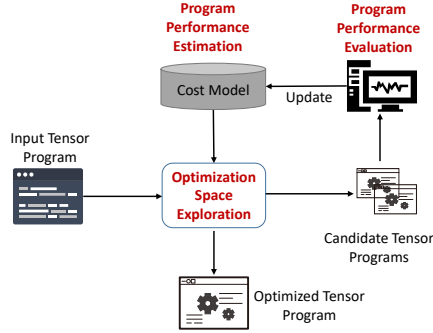 Program
Performance
Estimation
Program
Performance
Evaluation
Cost Model
Update
Input Tensor
Program
Optimization
Space
Exploration
Candidate Tensor
Programs
Optimized Tensor
Program